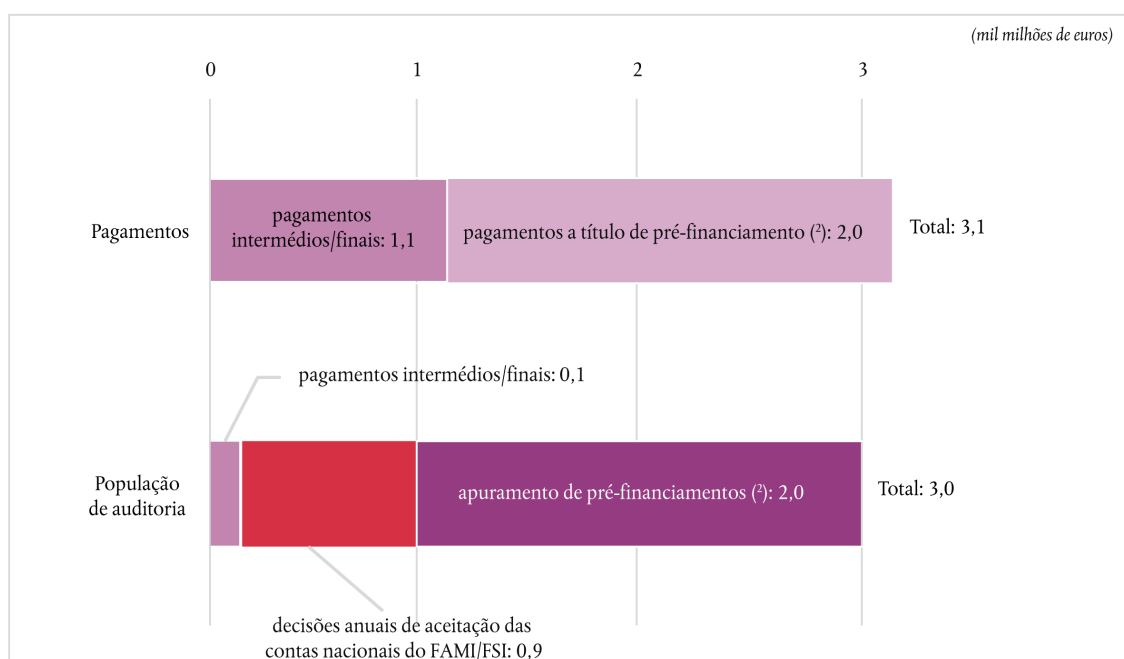 (mil milhões de euros)
0 1 2 3
Pagamentos
pagamentos
intermédios/finais: 1,1
pagamentos a título de pré-financiamento (²): 2,0
Total: 3,1
pagamentos intermédios/finais: 0,1
População
de auditoria
apuramento de pré-financiamentos (²): 2,0
Total: 3,0
decisões anuais de aceitação das
contas nacionais do FAMI/FSI: 0,9